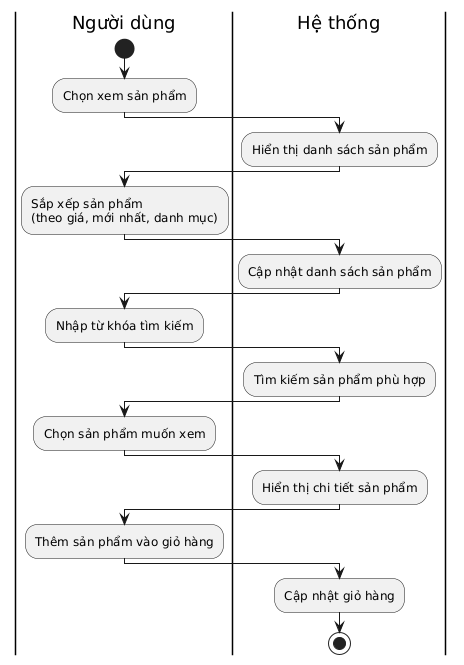 Người dùng
Hệ thống
Chọn xem sản phẩm
Hiển thị danh sách sản phẩm
Sắp xếp sản phẩm
(theo giá, mới nhất, danh mục)
Cập nhật danh sách sản phẩm
Nhập từ khóa tìm kiếm
Tìm kiếm sản phẩm phù hợp
Chọn sản phẩm muốn xem
Hiển thị chi tiết sản phẩm
Thêm sản phẩm vào giỏ hàng
Cập nhật giỏ hàng